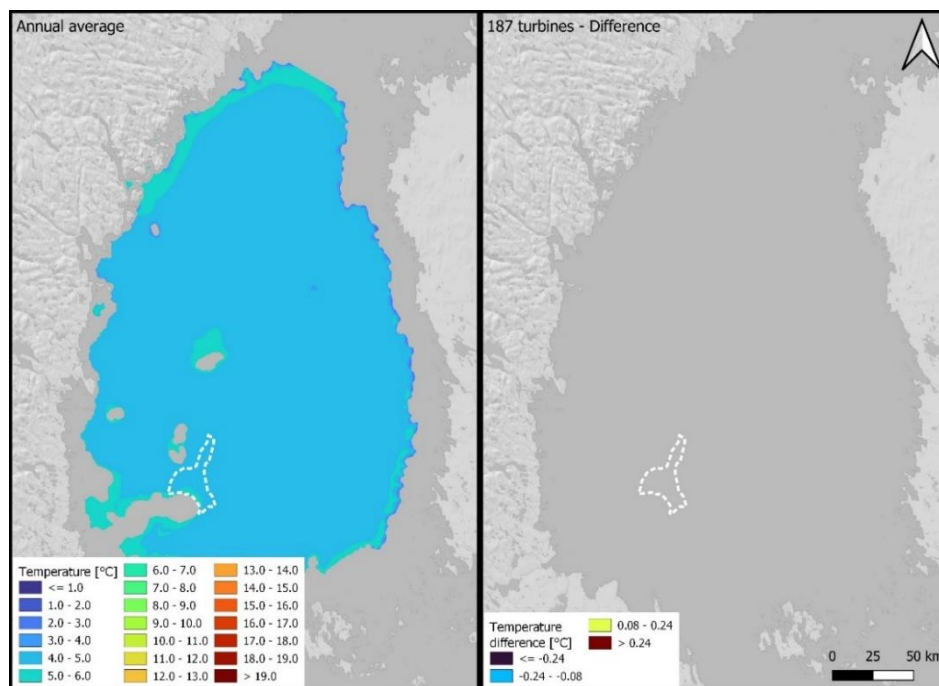 Annual average
Temperature [°C]
<= 1.0
1.0 - 2.0
2.0 - 3.0
3.0 - 4.0
4.0 - 5.0
5.0 - 6.0
6.0 - 7.0
7.0 - 8.0
8.0 - 9.0
9.0 - 10.0
10.0 - 11.0
11.0 - 12.0
12.0 - 13.0
13.0 - 14.0
14.0 - 15.0
15.0 - 16.0
16.0 - 17.0
17.0 - 18.0
18.0 - 19.0
> 19.0
187 turbines - Difference
Temperature
difference [°C]
<= -0.24
-0.24 - -0.08
0.08 - 0.24
> 0.24
0 25 50 km